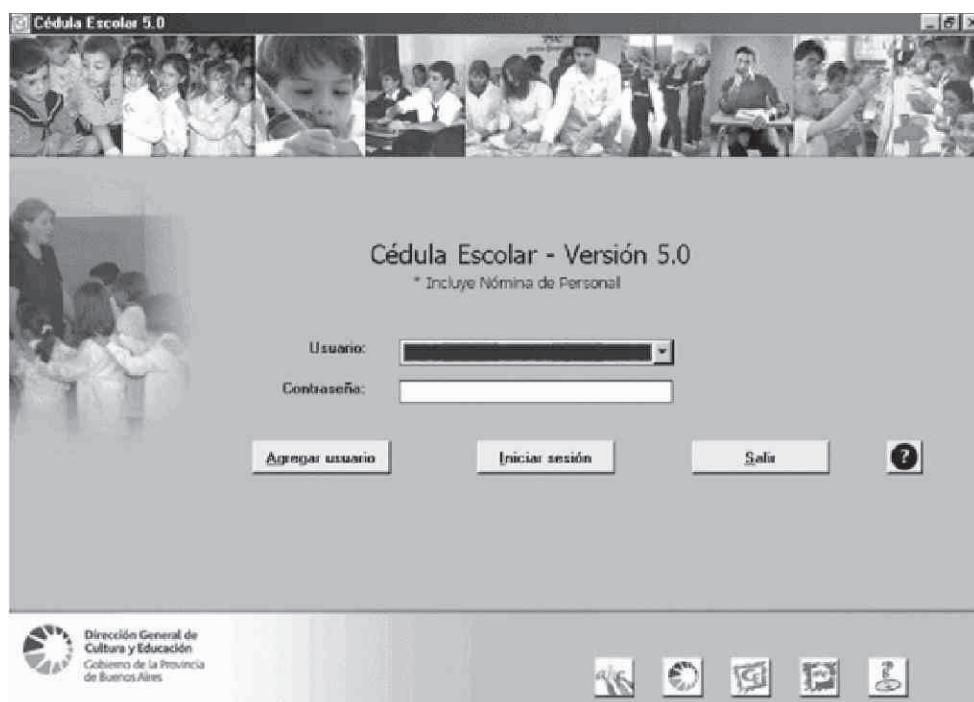 Cédula Escolar 5.0
Cédula Escolar - Versión 5.0
* Incluye Nómina de Personal
Usuario:
Contraseña:
Agregar usuario
Iniciar sesión
Salir
?
Dirección General de
Cultura y Educación
Gobierno de la Provincia
de Buenos Aires